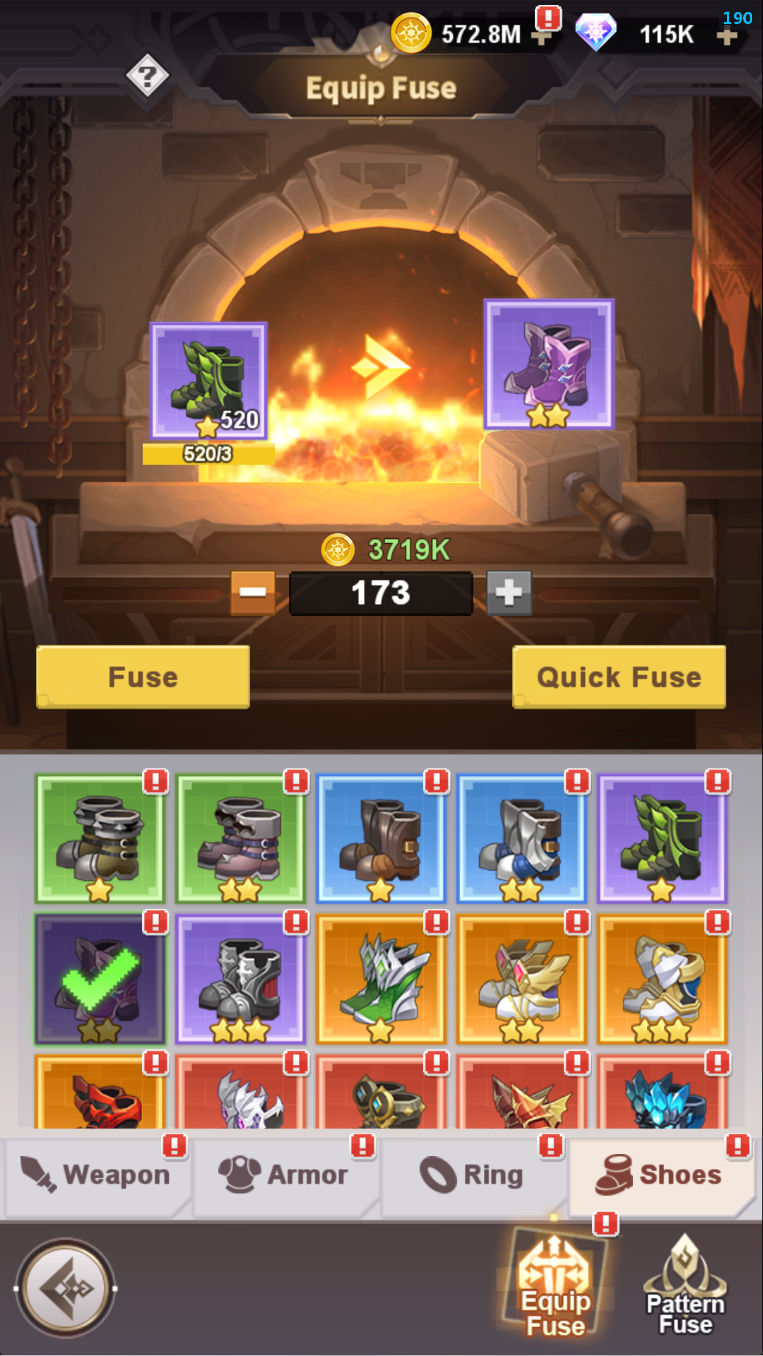 190
572.8M
115K
?
Equip Fuse
520
520/3
3719K
173
Fuse
Quick Fuse
Weapon
Armor
Ring
Shoes
Equip
Fuse
Pattern
Fuse